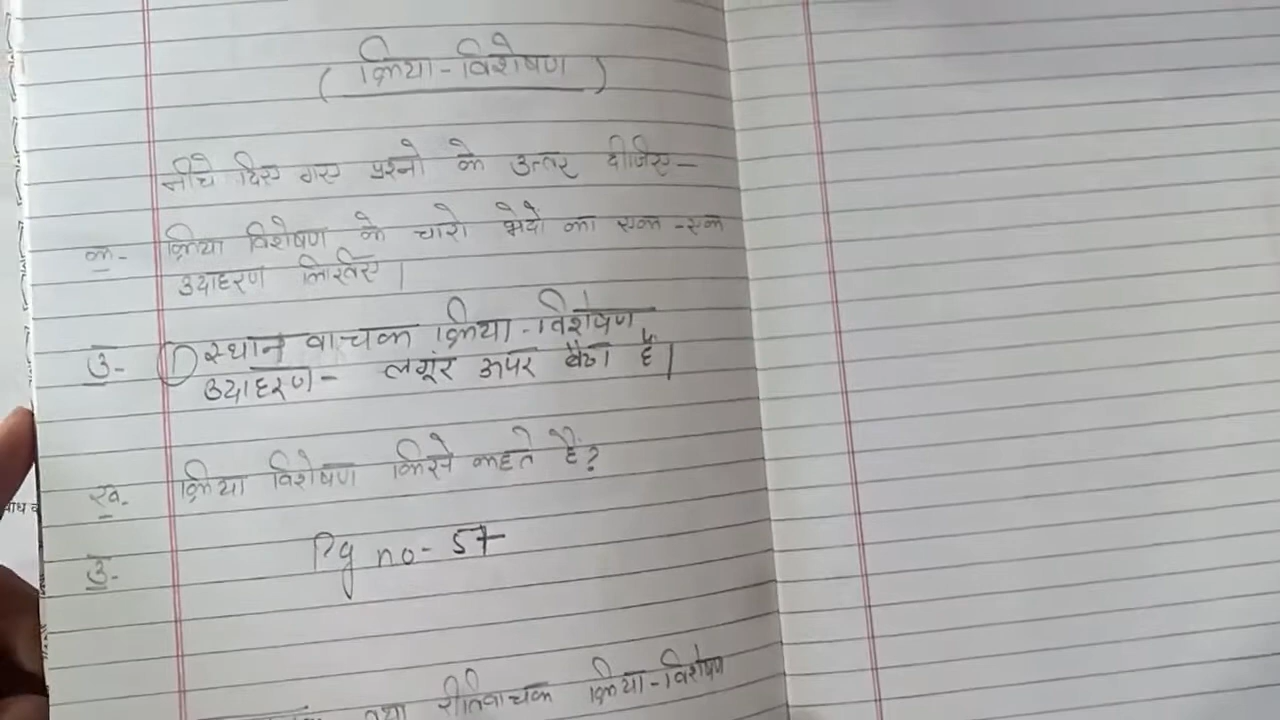 ( क्रिया-विशेषण )
नीचे दिए गए प्रश्नो के उत्तर दीजिए-
क- क्रिया विशेषण के चारो भेदों का एक-एक
उदाहरण लिखिए।
उ- ① स्थान वाचक क्रिया-विशेषण
उदाहरण- लगूंर ऊपर बैठा है।
ख- क्रिया विशेषण किसे कहते हैं?
उ- Pg no- 57
तथा रीतिवाचक क्रिया-विशेषण